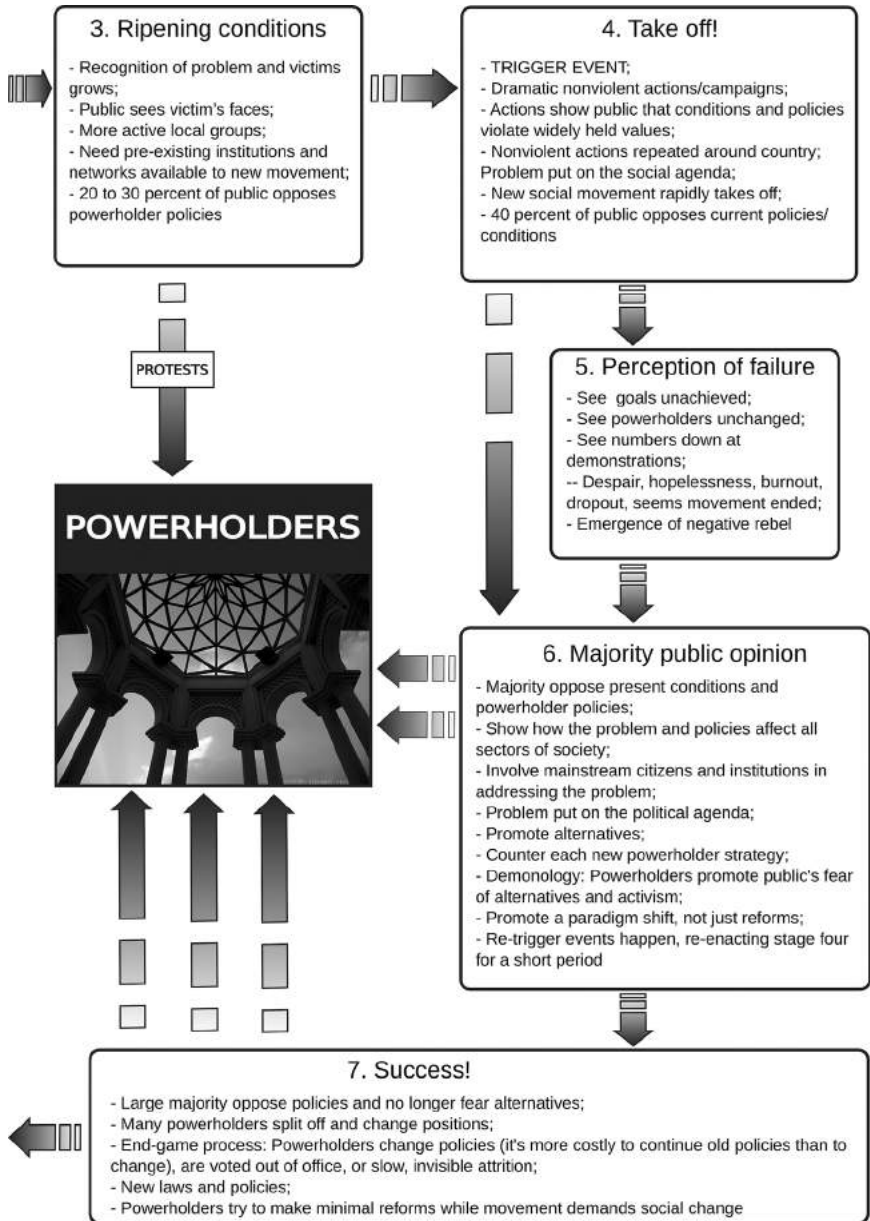 3. Ripening conditions
- Recognition of problem and victims
grows;
- Public sees victim's faces;
- More active local groups;
- Need pre-existing institutions and
networks available to new movement;
- 20 to 30 percent of public opposes
powerholder policies
4. Take off!
- TRIGGER EVENT;
- Dramatic nonviolent actions/campaigns;
- Actions show public that conditions and policies
violate widely held values;
- Nonviolent actions repeated around country;
Problem put on the social agenda;
- New social movement rapidly takes off;
- 40 percent of public opposes current policies/
conditions
PROTESTS
5. Perception of failure
- See  goals unachieved;
- See powerholders unchanged;
- See numbers down at
demonstrations;
-- Despair, hopelessness, burnout,
dropout, seems movement ended;
- Emergence of negative rebel
POWERHOLDERS
6. Majority public opinion
- Majority oppose present conditions and
powerholder policies;
- Show how the problem and policies affect all
sectors of society;
- Involve mainstream citizens and institutions in
addressing the problem;
- Problem put on the political agenda;
- Promote alternatives;
- Counter each new powerholder strategy;
- Demonology: Powerholders promote public's fear
of alternatives and activism;
- Promote a paradigm shift, not just reforms;
- Re-trigger events happen, re-enacting stage four
for a short period
7. Success!
- Large majority oppose policies and no longer fear alternatives;
- Many powerholders split off and change positions;
- End-game process: Powerholders change policies (it's more costly to continue old policies than to
change), are voted out of office, or slow, invisible attrition;
- New laws and policies;
- Powerholders try to make minimal reforms while movement demands social change